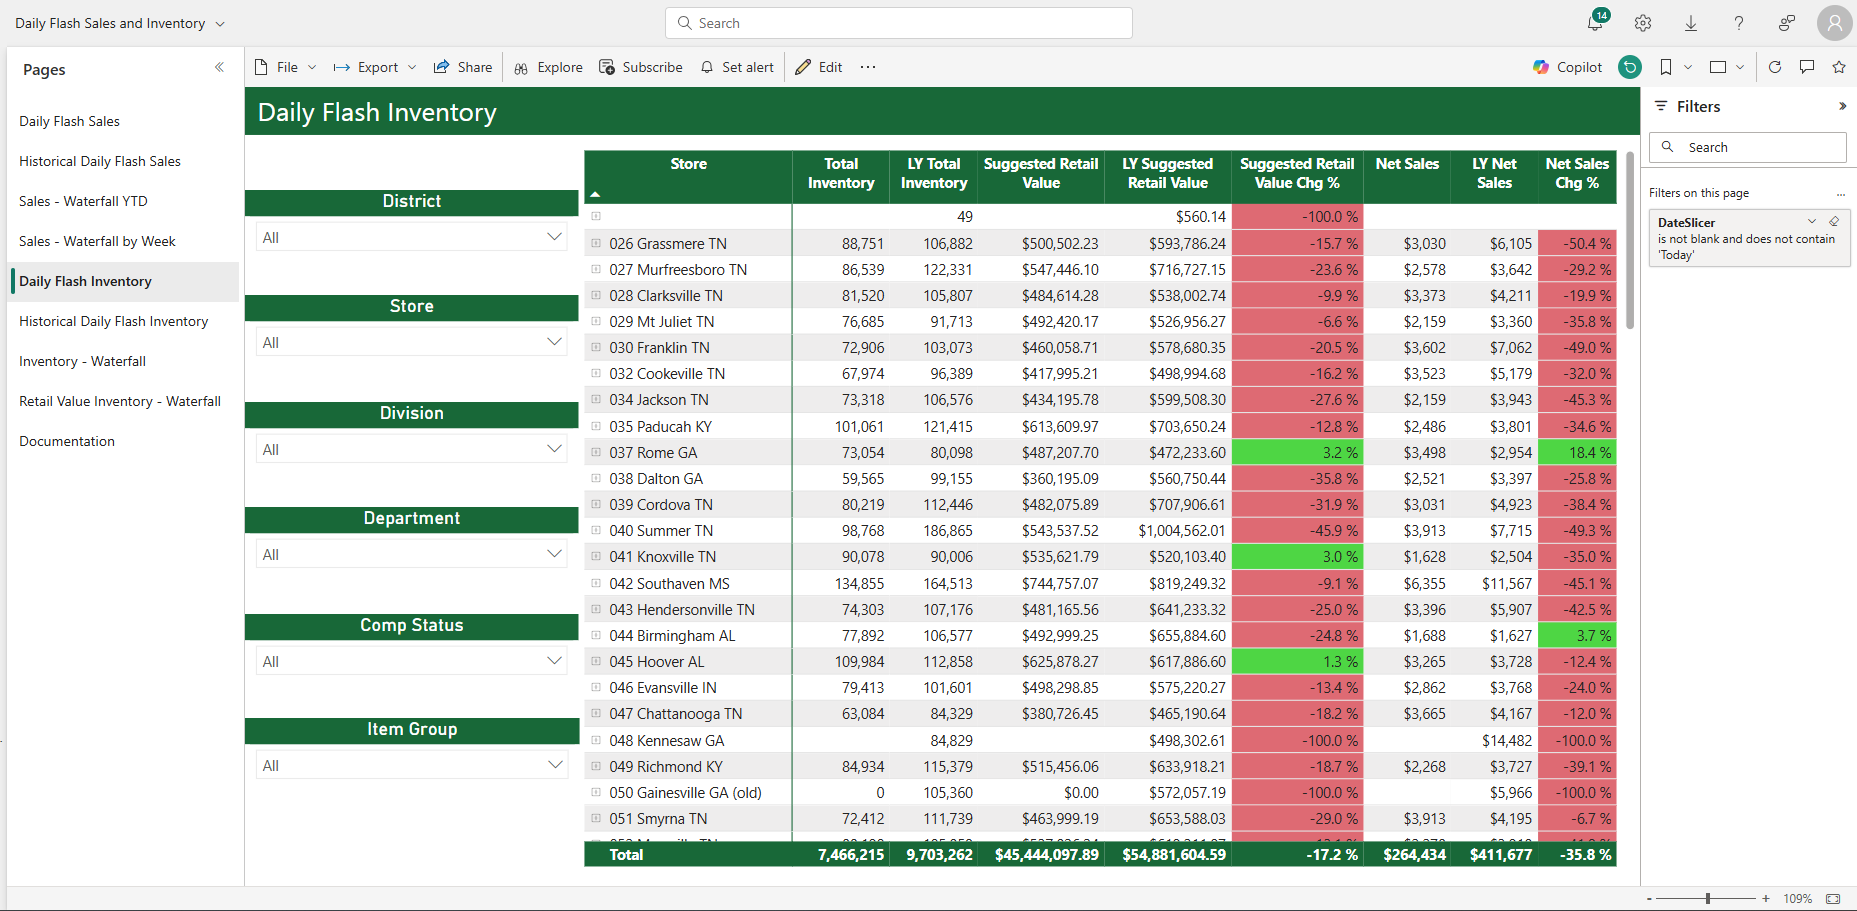 Daily Flash Sales and Inventory
Search
14
Pages
File Export Share Explore Subscribe Set alert Edit ... Copilot
Daily Flash Sales
Historical Daily Flash Sales
Sales - Waterfall YTD
Sales - Waterfall by Week
Daily Flash Inventory
Historical Daily Flash Inventory
Inventory - Waterfall
Retail Value Inventory - Waterfall
Documentation
Daily Flash Inventory
District
All
Store
All
Division
All
Department
All
Comp Status
All
Item Group
All
Store Total Inventory LY Total Inventory Suggested Retail Value LY Suggested Retail Value Suggested Retail Value Chg % Net Sales LY Net Sales Net Sales Chg %
49 $560.14 -100.0 %
026 Grassmere TN 88,751 106,882 $500,502.23 $593,786.24 -15.7 % $3,030 $6,105 -50.4 %
027 Murfreesboro TN 86,539 122,331 $547,446.10 $716,727.15 -23.6 % $2,578 $3,642 -29.2 %
028 Clarksville TN 81,520 105,807 $484,614.28 $538,002.74 -9.9 % $3,373 $4,211 -19.9 %
029 Mt Juliet TN 76,685 91,713 $492,420.17 $526,956.27 -6.6 % $2,159 $3,360 -35.8 %
030 Franklin TN 72,906 103,073 $460,058.71 $578,680.35 -20.5 % $3,602 $7,062 -49.0 %
032 Cookeville TN 67,974 96,389 $417,995.21 $498,994.68 -16.2 % $3,523 $5,179 -32.0 %
034 Jackson TN 73,318 106,576 $434,195.78 $599,508.30 -27.6 % $2,159 $3,943 -45.3 %
035 Paducah KY 101,061 121,415 $613,609.97 $703,650.24 -12.8 % $2,486 $3,801 -34.6 %
037 Rome GA 73,054 80,098 $487,207.70 $472,233.60 3.2 % $3,498 $2,954 18.4 %
038 Dalton GA 59,565 99,155 $360,195.09 $560,750.44 -35.8 % $2,521 $3,397 -25.8 %
039 Cordova TN 80,219 112,446 $482,075.89 $707,906.61 -31.9 % $3,031 $4,923 -38.4 %
040 Summer TN 98,768 186,865 $543,537.52 $1,004,562.01 -45.9 % $3,913 $7,715 -49.3 %
041 Knoxville TN 90,078 90,006 $535,621.79 $520,103.40 3.0 % $1,628 $2,504 -35.0 %
042 Southaven MS 134,855 164,513 $744,757.07 $819,249.32 -9.1 % $6,355 $11,567 -45.1 %
043 Hendersonville TN 74,303 107,176 $481,165.56 $641,233.32 -25.0 % $3,396 $5,907 -42.5 %
044 Birmingham AL 77,892 106,577 $492,999.25 $655,884.60 -24.8 % $1,688 $1,627 3.7 %
045 Hoover AL 109,984 112,858 $625,878.27 $617,886.60 1.3 % $3,265 $3,728 -12.4 %
046 Evansville IN 79,413 101,601 $498,298.85 $575,220.27 -13.4 % $2,862 $3,768 -24.0 %
047 Chattanooga TN 63,084 84,329 $380,726.45 $465,190.64 -18.2 % $3,665 $4,167 -12.0 %
048 Kennesaw GA 84,829 $498,302.61 -100.0 % $14,482 -100.0 %
049 Richmond KY 84,934 115,379 $515,456.06 $633,918.21 -18.7 % $2,268 $3,727 -39.1 %
050 Gainesville GA (old) 0 105,360 $0.00 $572,057.19 -100.0 % $5,966 -100.0 %
051 Smyrna TN 72,412 111,739 $463,999.19 $653,588.03 -29.0 % $3,913 $4,195 -6.7 %
Total 7,466,215 9,703,262 $45,444,097.89 $54,881,604.59 -17.2 % $264,434 $411,677 -35.8 %
Filters
Search
Filters on this page
...
DateSlicer
is not blank and does not contain
'Today'
- + 109%